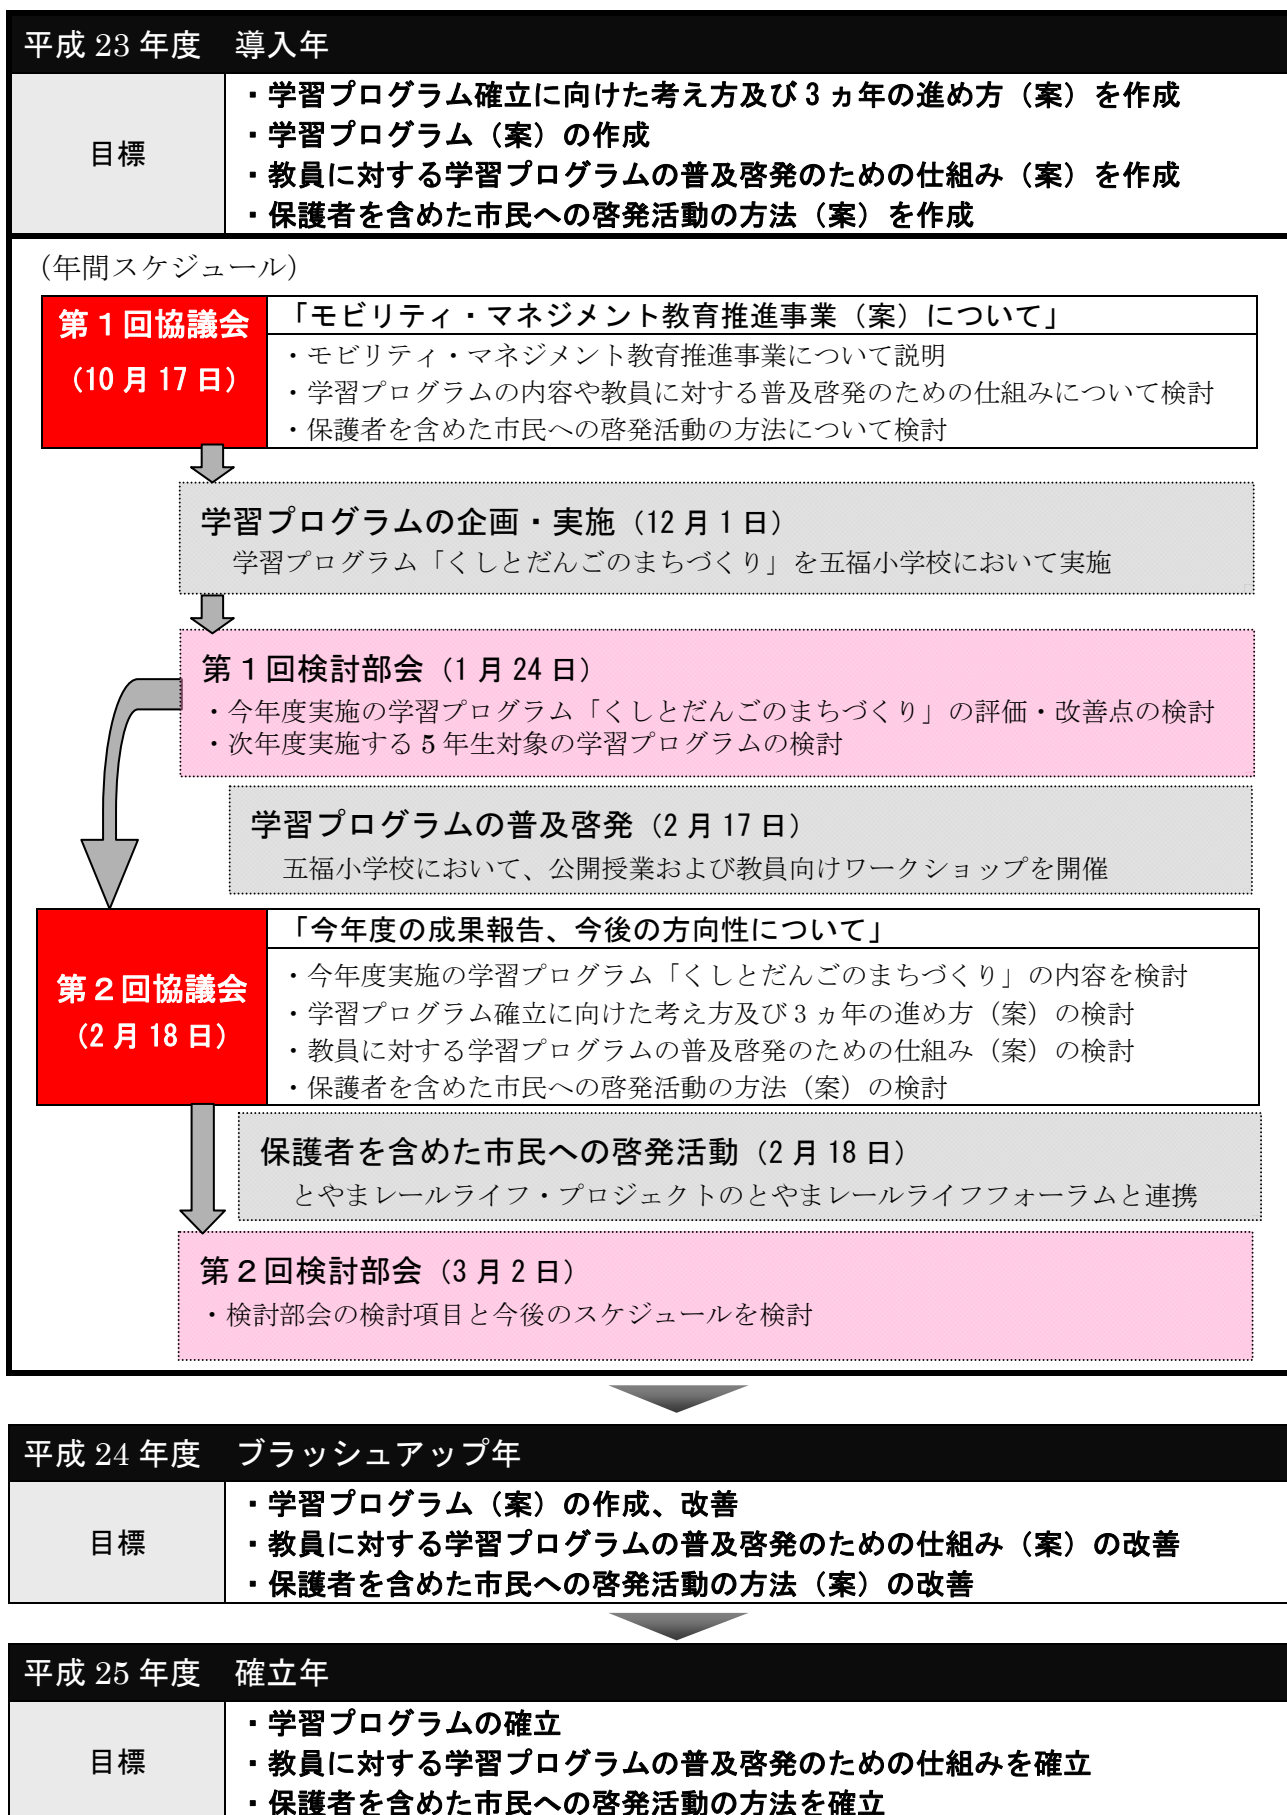 平成 23 年度　導入年
目標
・学習プログラム確立に向けた考え方及び 3 ヵ年の進め方（案）を作成
・学習プログラム（案）の作成
・教員に対する学習プログラムの普及啓発のための仕組み（案）を作成
・保護者を含めた市民への啓発活動の方法（案）を作成
（年間スケジュール）
第１回協議会
（10 月 17 日）
「モビリティ・マネジメント教育推進事業（案）について」
・モビリティ・マネジメント教育推進事業について説明
・学習プログラムの内容や教員に対する普及啓発のための仕組みについて検討
・保護者を含めた市民への啓発活動の方法について検討
学習プログラムの企画・実施（12 月 1 日）
学習プログラム「くしとだんごのまちづくり」を五福小学校において実施
第１回検討部会（1 月 24 日）
・今年度実施の学習プログラム「くしとだんごのまちづくり」の評価・改善点の検討
・次年度実施する 5 年生対象の学習プログラムの検討
学習プログラムの普及啓発（2 月 17 日）
五福小学校において、公開授業および教員向けワークショップを開催
第２回協議会
（2 月 18 日）
「今年度の成果報告、今後の方向性について」
・今年度実施の学習プログラム「くしとだんごのまちづくり」の内容を検討
・学習プログラム確立に向けた考え方及び 3 ヵ年の進め方（案）の検討
・教員に対する学習プログラムの普及啓発のための仕組み（案）の検討
・保護者を含めた市民への啓発活動の方法（案）の検討
保護者を含めた市民への啓発活動（2 月 18 日）
とやまレールライフ・プロジェクトのとやまレールライフフォーラムと連携
第２回検討部会（3 月 2 日）
・検討部会の検討項目と今後のスケジュールを検討
平成 24 年度　ブラッシュアップ年
目標
・学習プログラム（案）の作成、改善
・教員に対する学習プログラムの普及啓発のための仕組み（案）の改善
・保護者を含めた市民への啓発活動の方法（案）の改善
平成 25 年度　確立年
目標
・学習プログラムの確立
・教員に対する学習プログラムの普及啓発のための仕組みを確立
・保護者を含めた市民への啓発活動の方法を確立